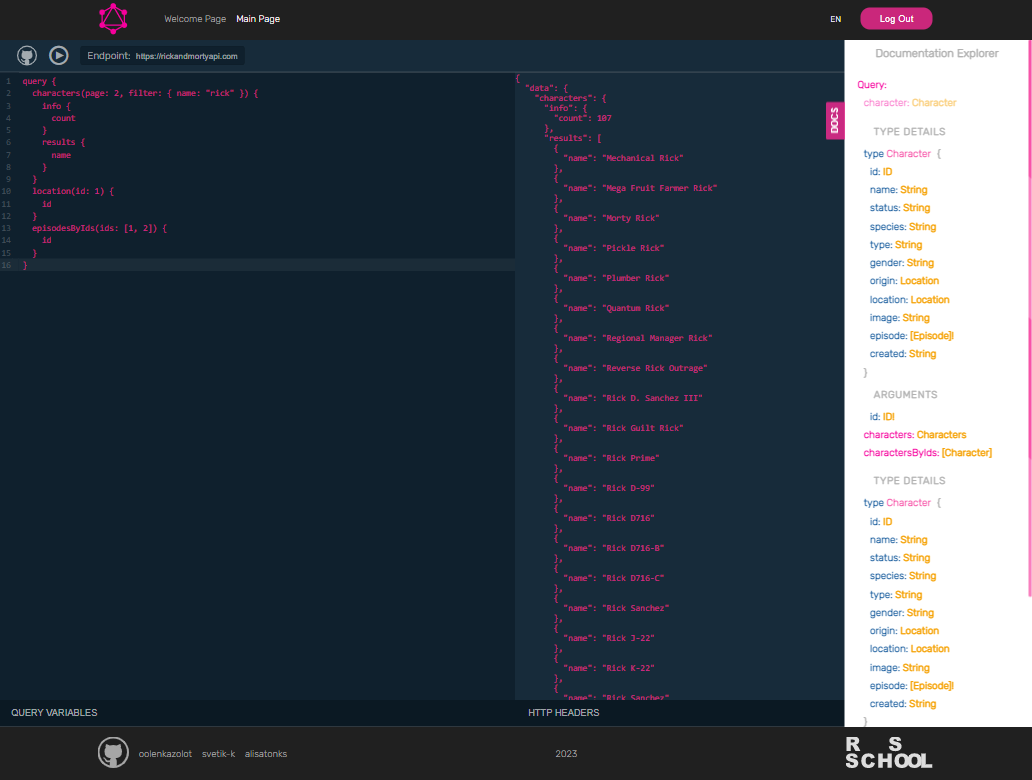 Welcome Page Main Page EN Log Out
Endpoint: https://rickandmortyapi.com
1 query {
2 characters(page: 2, filter: { name: "rick" }) {
3 info {
4 count
5 }
6 results {
7 name
8 }
9 }
10 location(id: 1) {
11 id
12 }
13 episodesByIds(ids: [1, 2]) {
14 id
15 }
16 }
{
"data": {
"characters": {
"info": {
"count": 107
},
"results": [
{
"name": "Mechanical Rick"
},
{
"name": "Mega Fruit Farmer Rick"
},
{
"name": "Morty Rick"
},
{
"name": "Pickle Rick"
},
{
"name": "Plumber Rick"
},
{
"name": "Quantum Rick"
},
{
"name": "Regional Manager Rick"
},
{
"name": "Reverse Rick Outrage"
},
{
"name": "Rick D. Sanchez III"
},
{
"name": "Rick Guilt Rick"
},
{
"name": "Rick Prime"
},
{
"name": "Rick D-99"
},
{
"name": "Rick D716"
},
{
"name": "Rick D716-B"
},
{
"name": "Rick D716-C"
},
{
"name": "Rick Sanchez"
},
{
"name": "Rick J-22"
},
{
"name": "Rick K-22"
},
{
"name": "Rick Sanchez"
DOCS
Documentation Explorer
Query:
character: Character
TYPE DETAILS
type Character {
id: ID
name: String
status: String
species: String
type: String
gender: String
origin: Location
location: Location
image: String
episode: [Episode]!
created: String
}
ARGUMENTS
id: ID!
characters: Characters
charactersByIds: [Character]
TYPE DETAILS
type Character {
id: ID
name: String
status: String
species: String
type: String
gender: String
origin: Location
location: Location
image: String
episode: [Episode]!
created: String
}
QUERY VARIABLES HTTP HEADERS
oolenkazolot svetik-k alisatonks 2023
R S
SCHOOL